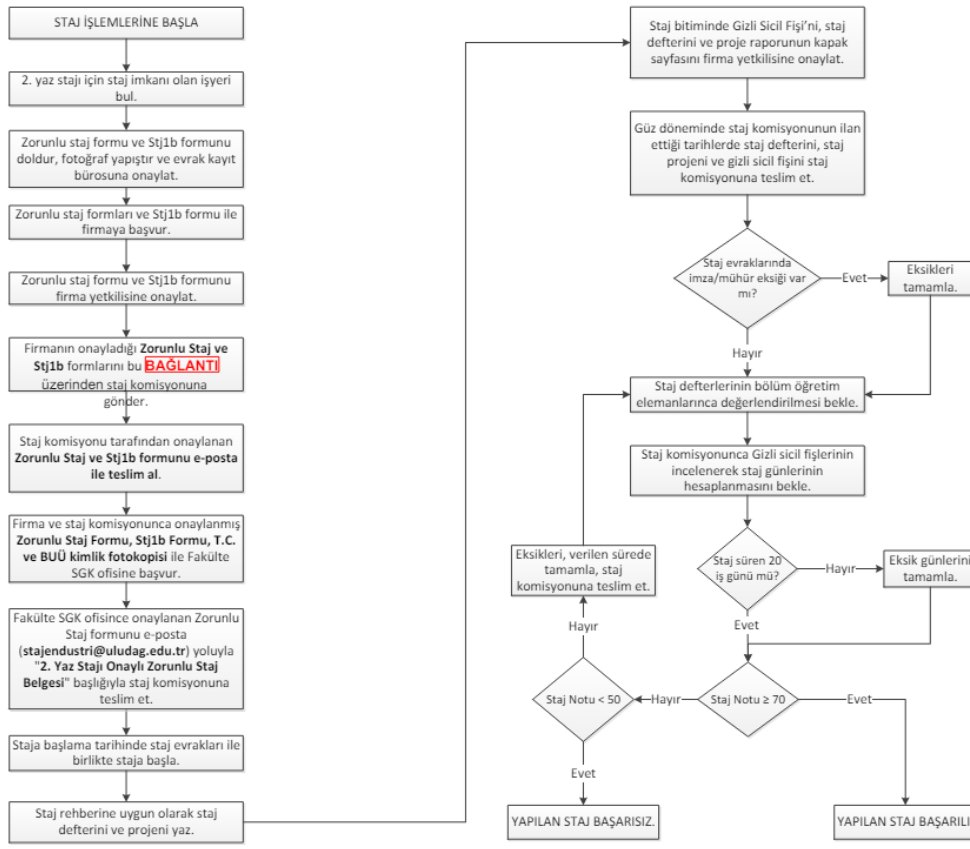 STAJ İŞLEMLERİNE BAŞLA
2. yaz stajı için staj imkanı olan işyeri
bul.
Zorunlu staj formu ve Stj1b formunu
doldur, fotoğraf yapıştır ve evrak kayıt
bürosuna onaylat.
Zorunlu staj formları ve Stj1b formu ile
firmaya başvur.
Zorunlu staj formu ve Stj1b formunu
firma yetkilisine onaylat.
Firmanın onayladığı Zorunlu Staj ve
Stj1b formlarını bu BAĞLANTI
üzerinden staj komisyonuna
gönder.
Staj komisyonu tarafından onaylanan
Zorunlu Staj ve Stj1b formunu e-posta
ile teslim al.
Firma ve staj komisyonunca onaylanmış
Zorunlu Staj Formu, Stj1b Formu, T.C.
ve BUÜ kimlik fotokopisi ile Fakülte
SGK ofisine başvur.
Fakülte SGK ofisince onaylanan Zorunlu
Staj formunu e-posta
(stajendustri@uludag.edu.tr) yoluyla
"2. Yaz Stajı Onaylı Zorunlu Staj
Belgesi" başlığıyla staj komisyonuna
teslim et.
Staja başlama tarihinde staj evrakları ile
birlikte staja başla.
Staj rehberine uygun olarak staj
defterini ve projeni yaz.
Staj bitiminde Gizli Sicil Fişi'ni, staj
defterini ve proje raporunun kapak
sayfasını firma yetkilisine onaylat.
Güz döneminde staj komisyonunun ilan
ettiği tarihlerde staj defterini, staj
projeni ve gizli sicil fişini staj
komisyonuna teslim et.
Staj evraklarında
imza/mühür eksiği var
mı?
Evet
Eksikleri
tamamla.
Hayır
Staj defterlerinin bölüm öğretim
elemanlarınca değerlendirilmesi bekle.
Staj komisyonunca Gizli sicil fişlerinin
incelenerek staj günlerinin
hesaplanmasını bekle.
Eksikleri, verilen sürede
tamamla, staj
komisyonuna teslim et.
Staj süren 20
iş günü mü?
Hayır
Eksik günlerini
tamamla.
Hayır
Evet
Staj Notu < 50
Hayır
Staj Notu ≥ 70
Evet
Evet
YAPILAN STAJ BAŞARISIZ.
YAPILAN STAJ BAŞARILI